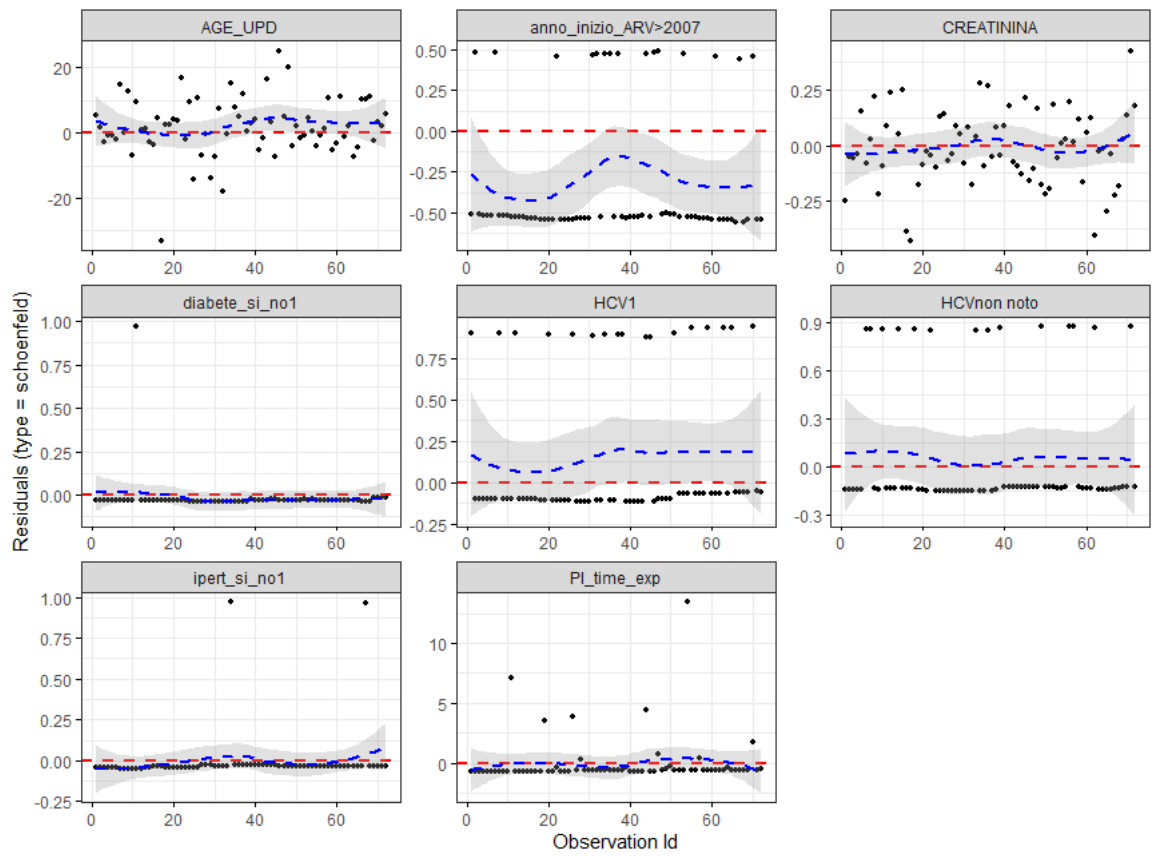 AGE_UPD
anno_inizio_ARV>2007
CREATININA
20
0
-20
0.50
0.25
0.00
-0.25
-0.50
0.25
0.00
-0.25
0 20 40 60
0 20 40 60
0 20 40 60
diabete_si_no1
HCV1
HCVnon noto
1.00
0.75
0.50
0.25
0.00
0.75
0.50
0.25
0.00
-0.25
0.9
0.6
0.3
0.0
-0.3
0 20 40 60
0 20 40 60
0 20 40 60
ipert_si_no1
PI_time_exp
1.00
0.75
0.50
0.25
0.00
-0.25
10
5
0
0 20 40 60
0 20 40 60
Residuals (type = schoenfeld)
Observation Id